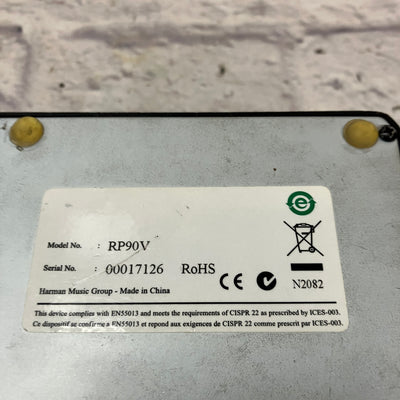 Model No. : RP90V
Serial No. : 00017126 RoHS
CE N2082
Harman Music Group - Made in China
This device complies with EN55013 and meets the requirements of CISPR 22 as prescribed by ICES-003.
Ce dispositif se confirme a EN55013 et repond aux exigences de CISPR 22 comme prescrit par ICES-003.